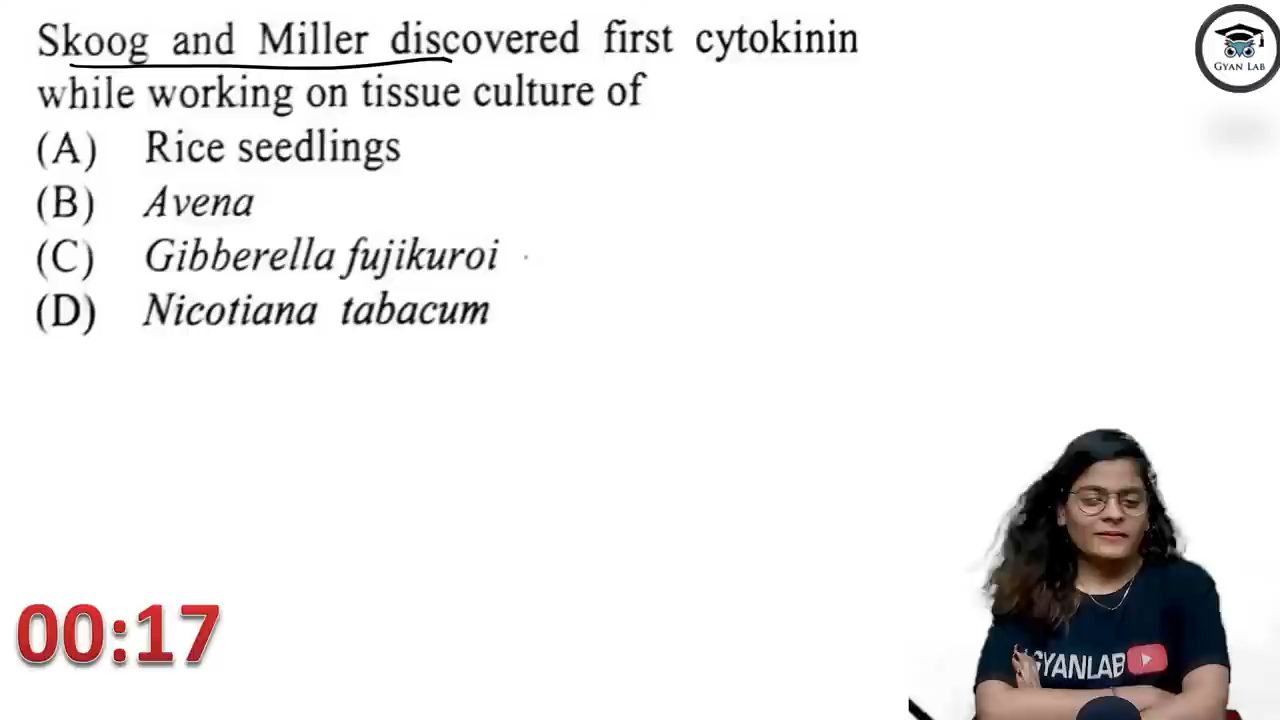 Skoog and Miller discovered first cytokinin
while working on tissue culture of
(A) Rice seedlings
(B) Avena
(C) Gibberella fujikuroi
(D) Nicotiana tabacum
GYAN LAB
00:17
GYANLAB